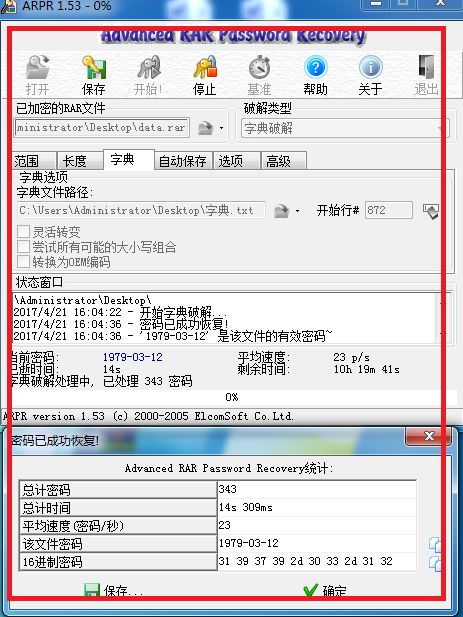 ARPR 1.53 - 0%
Advanced RAR Password Recovery
打开 保存 开始! 停止 基准 帮助 关于 退出
已加密的RAR文件 破解类型
ministrator\Desktop\data.rar 字典破解
范围 长度 字典 自动保存 选项 高级
字典选项
字典文件路径:
C:\Users\Administrator\Desktop\字典.txt 开始行# 872
灵活转变
尝试所有可能的大小写组合
转换为OEM编码
状态窗口
\Administrator\Desktop\
2017/4/21 16:04:22 - 开始字典破解...
2017/4/21 16:04:36 - 密码已成功恢复!
2017/4/21 16:04:36 - '1979-03-12' 是该文件的有效密码~
当前密码: 1979-03-12 平均速度: 23 p/s
已耗时间: 14s 剩余时间: 10h 19m 41s
字典破解处理中, 已处理 343 密码
0%
ARPR version 1.53 (c) 2000-2005 ElcomSoft Co.Ltd.
密码已成功恢复!
Advanced RAR Password Recovery统计:
总计密码 343
总计时间 14s 309ms
平均速度(密码/秒) 23
该文件密码 1979-03-12
16进制密码 31 39 37 39 2d 30 33 2d 31 32
保存... 确定